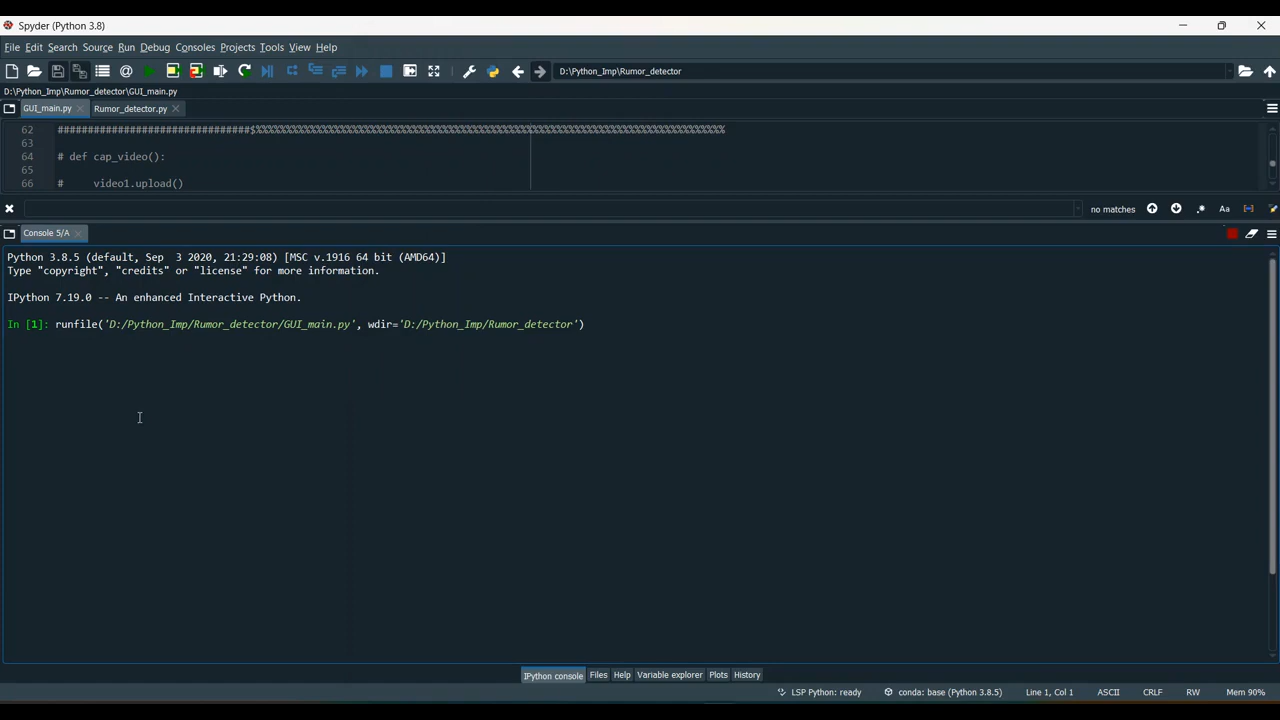 Spyder (Python 3.8)
File Edit Search Source Run Debug Consoles Projects Tools View Help
D:\Python_Imp\Rumor_detector
D:\Python_Imp\Rumor_detector\GUI_main.py
GUI_main.py Rumor_detector.py
62 ################################$%%%%%%%%%%%%%%%%%%%%%%%%%%%%%%%%%%%%%%%%%%%%%%%%%%%%%%%%%%%%%%%%%%%%%%%%%%%%%
63
64 # def cap_video():
65
66 #     video1.upload()
no matches .* Aa
Console 5/A
Python 3.8.5 (default, Sep  3 2020, 21:29:08) [MSC v.1916 64 bit (AMD64)]
Type "copyright", "credits" or "license" for more information.
IPython 7.19.0 -- An enhanced Interactive Python.
In [1]: runfile('D:/Python_Imp/Rumor_detector/GUI_main.py', wdir='D:/Python_Imp/Rumor_detector')
IPython console Files Help Variable explorer Plots History
LSP Python: ready conda: base (Python 3.8.5) Line 1, Col 1 ASCII CRLF RW Mem 90%